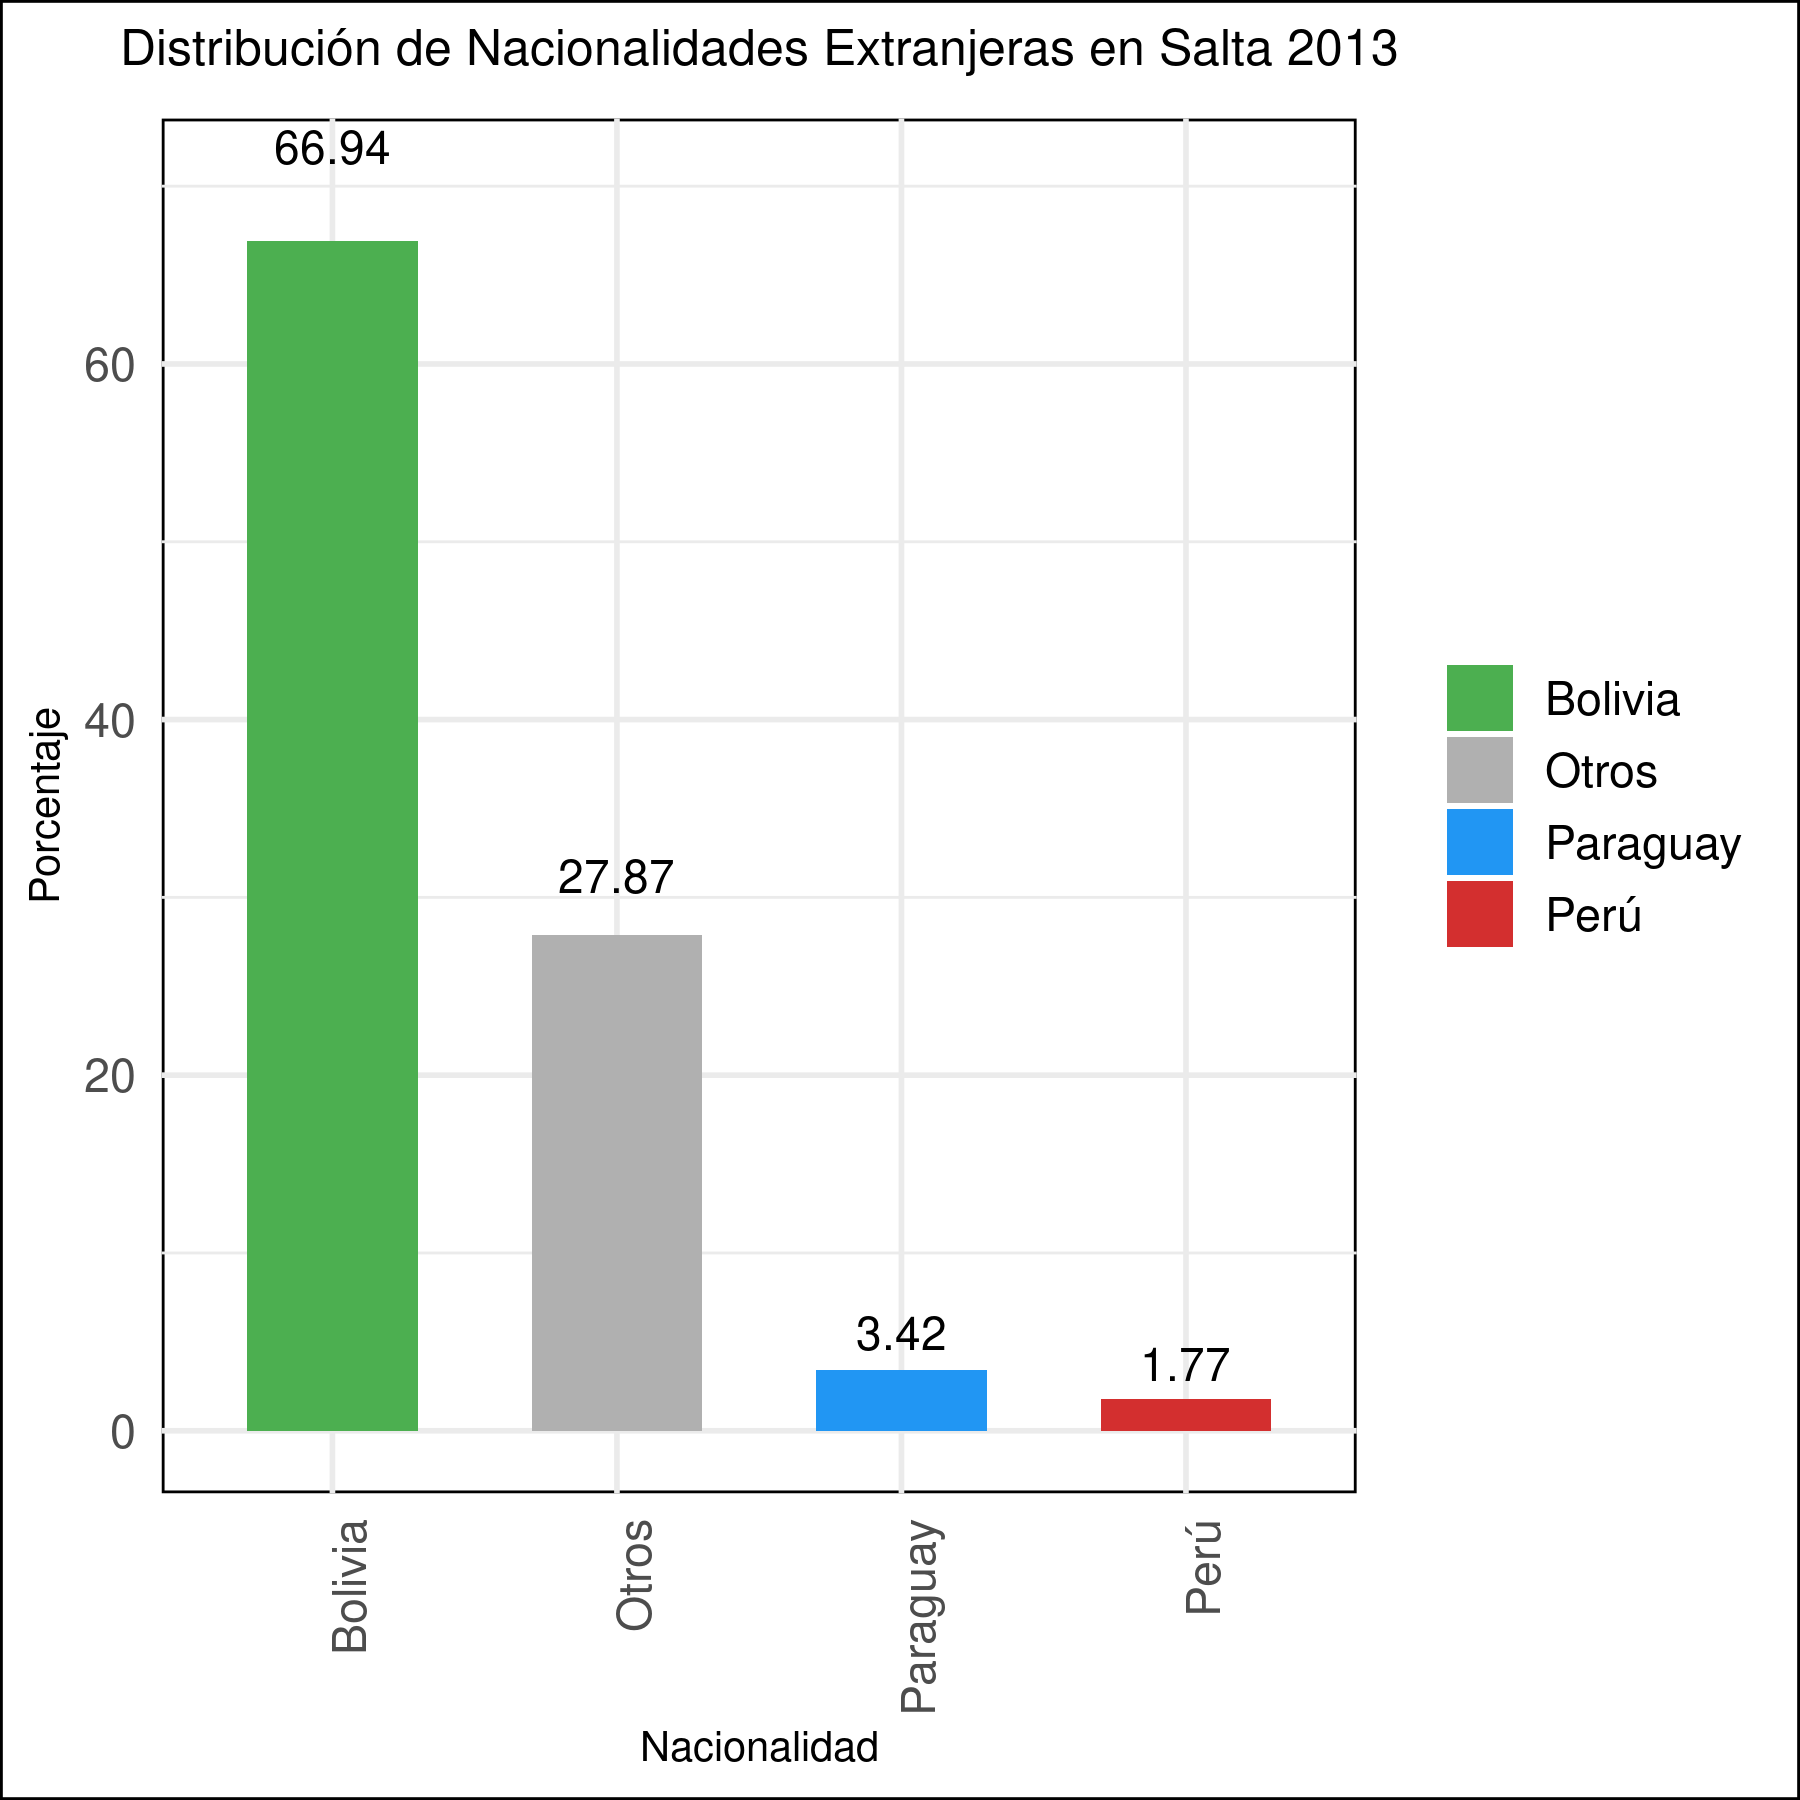 Distribución de Nacionalidades Extranjeras en Salta 2013
66.94
27.87
3.42
1.77
60
40
20
0
Porcentaje
Bolivia
Otros
Paraguay
Perú
Nacionalidad
Bolivia
Otros
Paraguay
Perú